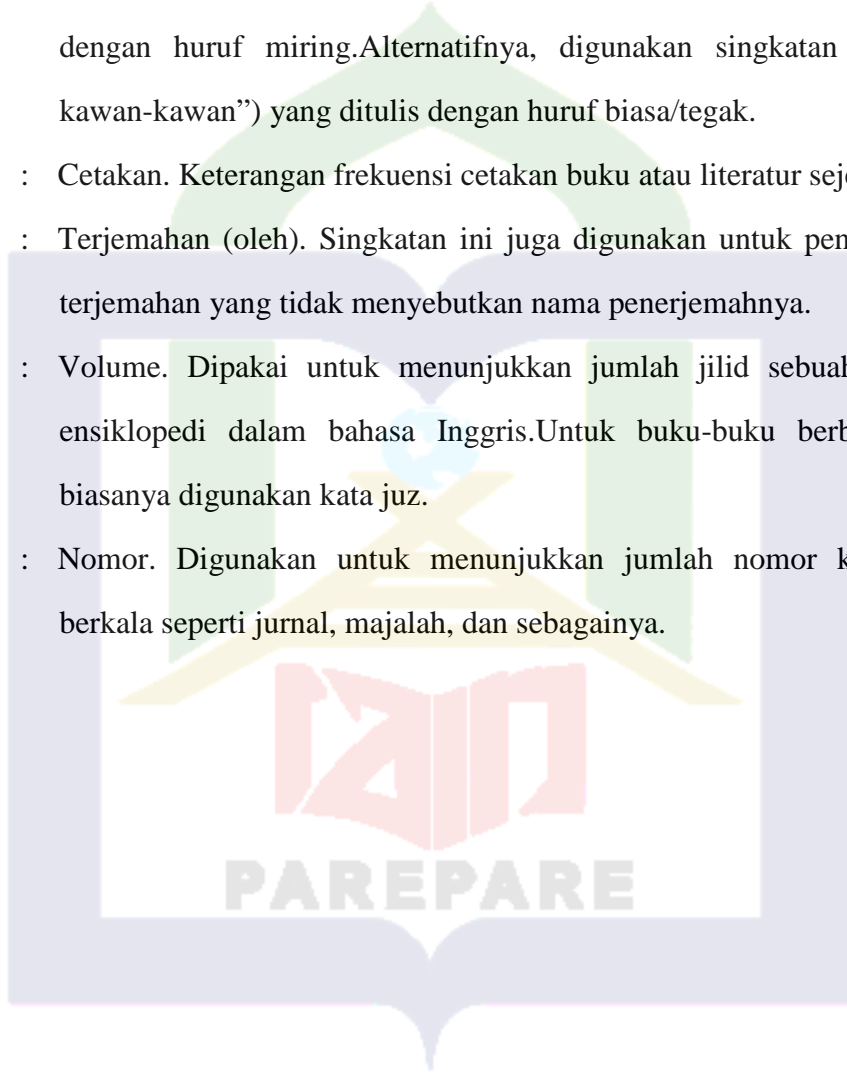 dengan huruf miring.Alternatifnya, digunakan singkatan
kawan-kawan”) yang ditulis dengan huruf biasa/tegak.
: Cetakan. Keterangan frekuensi cetakan buku atau literatur
: Terjemahan (oleh). Singkatan ini juga digunakan untuk
terjemahan yang tidak menyebutkan nama penerjemahnya.
: Volume. Dipakai untuk menunjukkan jumlah jilid sebuah
ensiklopedi dalam bahasa Inggris.Untuk buku-buku
biasanya digunakan kata juz.
: Nomor. Digunakan untuk menunjukkan jumlah nomor
berkala seperti jurnal, majalah, dan sebagainya.
iain
PAREPARE